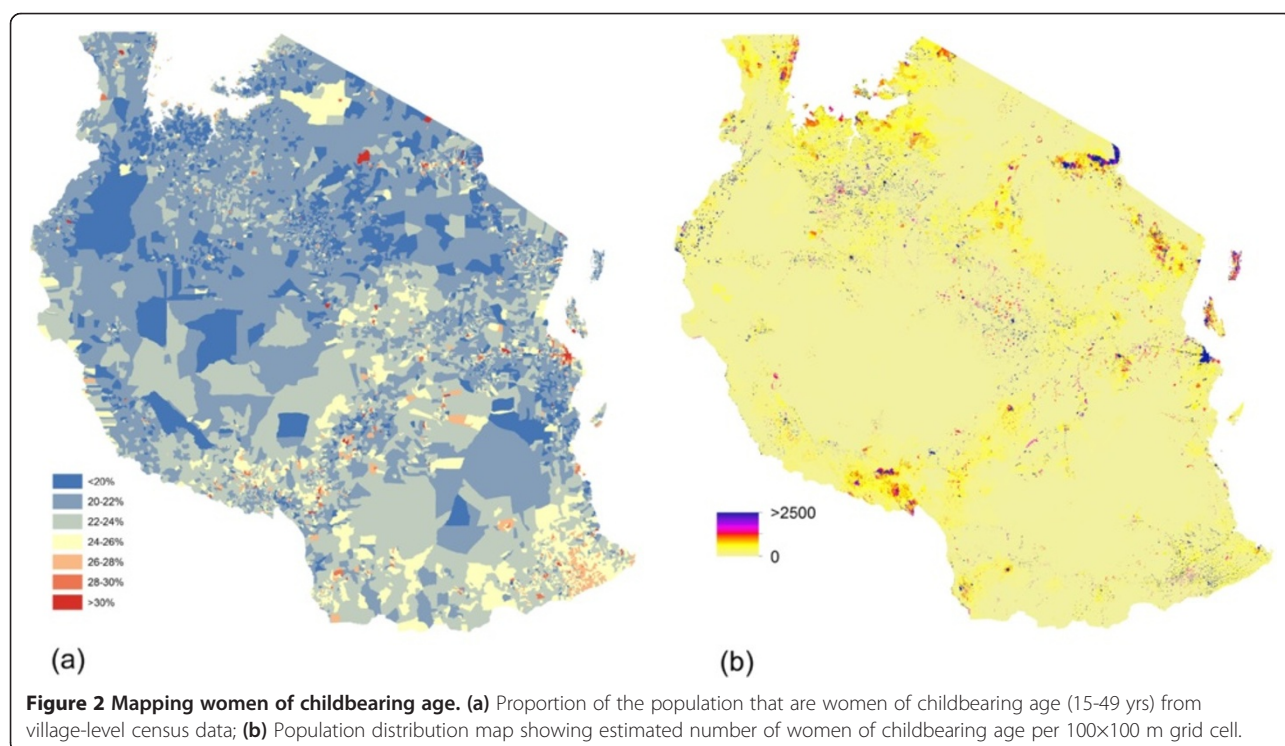 <20%
20-22%
22-24%
24-26%
26-28%
28-30%
>30%
(a)
>2500
0
(b)
Figure 2 Mapping women of childbearing age. (a) Proportion of the population that are women of childbearing age (15-49 yrs) from
village-level census data; (b) Population distribution map showing estimated number of women of childbearing age per 100×100 m grid cell.